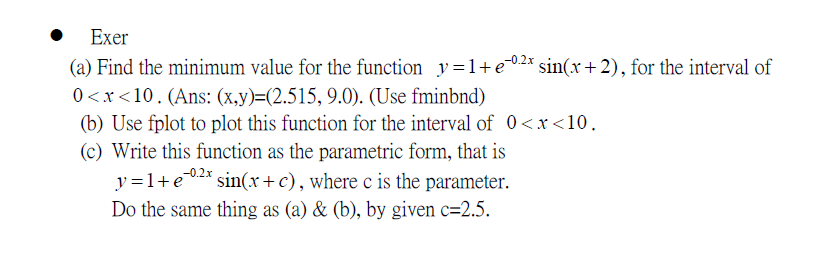 ● Exer
(a) Find the minimum value for the function y=1+e^{-0.2x} sin(x+2), for the interval of
0<x<10. (Ans: (x,y)=(2.515, 9.0). (Use fminbnd)
(b) Use fplot to plot this function for the interval of 0<x<10.
(c) Write this function as the parametric form, that is
y=1+e^{-0.2x} sin(x+c), where c is the parameter.
Do the same thing as (a) & (b), by given c=2.5.